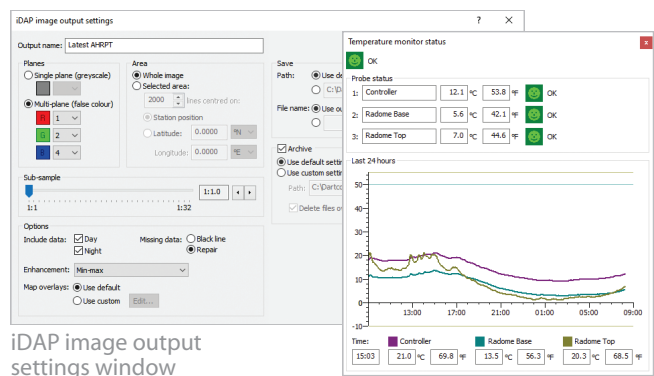 iDAP image output settings
? ×
Output name: Latest AHRPT
Planes
Single plane (greyscale)
Multi-plane (false colour)
R 1
G 2
B 4
Area
Whole image
Selected area:
2000 lines centred on:
Station position
Latitude: 0.0000 °N
Longitude: 0.0000 °E
Save
Path: Use de
C:\D
File name: Use ou
Archive
Use default setti
Use custom settin
Path: C:\Dartco
Delete files ov
Sub-sample
1:1.0
1:1 1:32
Options
Include data: Day
Night
Missing data: Black line
Repair
Enhancement: Min-max
Map overlays: Use default
Use custom Edit...
iDAP image output
settings window
Temperature monitor status
x
OK
Probe status
1: Controller 12.1 °C 53.8 °F OK
2: Radome Base 5.6 °C 42.1 °F OK
3: Radome Top 7.0 °C 44.6 °F OK
Last 24 hours
50
40
30
20
10
0
-10
13:00 17:00 21:00 01:00 05:00 09:00
Time: Controller Radome Base Radome Top
15:03 21.0 °C 69.8 °F 13.5 °C 56.3 °F 20.3 °C 68.5 °F